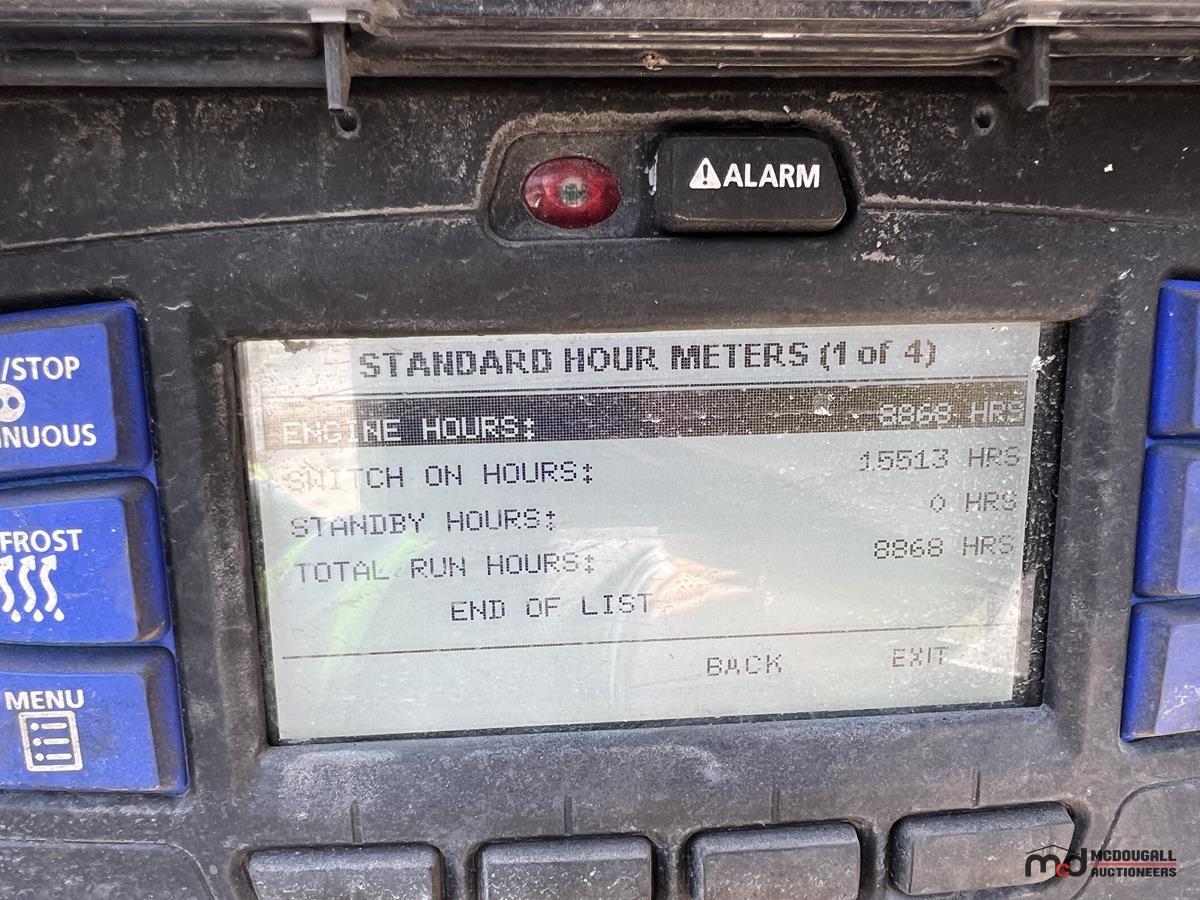 ALARM
/STOP
INUOUS
FROST
MENU
STANDARD HOUR METERS (1 of 4)
ENGINE HOURS: 8868 HRS
SWITCH ON HOURS: 15513 HRS
STANDBY HOURS: 0 HRS
TOTAL RUN HOURS: 8868 HRS
END OF LIST
BACK EXIT
mcd MCDOUGALL
AUCTIONEERS